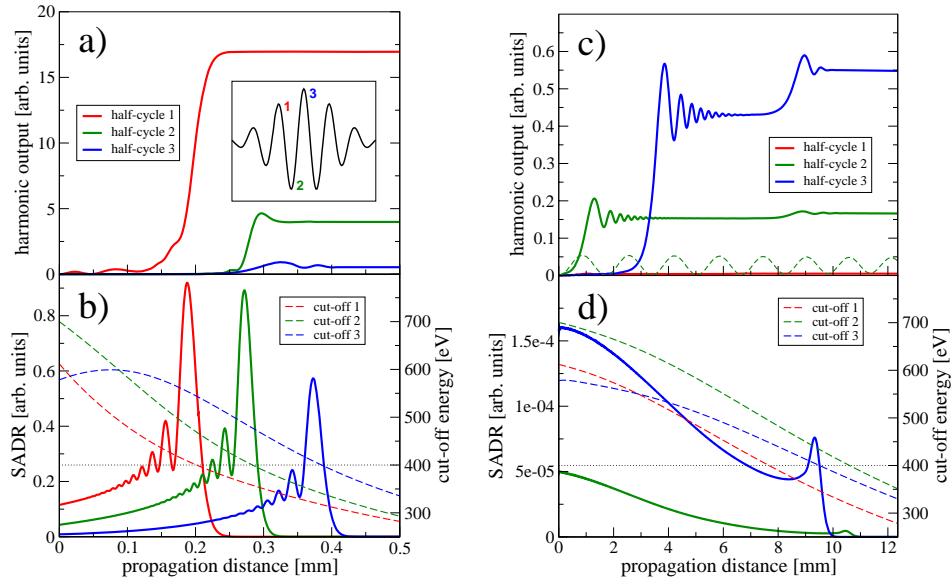 a)
harmonic output [arb. units]
20
15
10
5
0
half-cycle 1
half-cycle 2
half-cycle 3
1
3
2
b)
SADR [arb. units]
0.8
0.6
0.4
0.2
0
cut-off 1
cut-off 2
cut-off 3
700
600
500
400
300
cut-off energy [eV]
0
0.1
0.2
0.3
0.4
0.5
propagation distance [mm]
c)
harmonic output [arb. units]
0.6
0.5
0.4
0.3
0.2
0.1
0
half-cycle 1
half-cycle 2
half-cycle 3
d)
SADR [arb. units]
1.5e-4
1e-04
5e-05
0
cut-off 1
cut-off 2
cut-off 3
700
600
500
400
300
cut-off energy [eV]
0
2
4
6
8
10
12
propagation distance [mm]